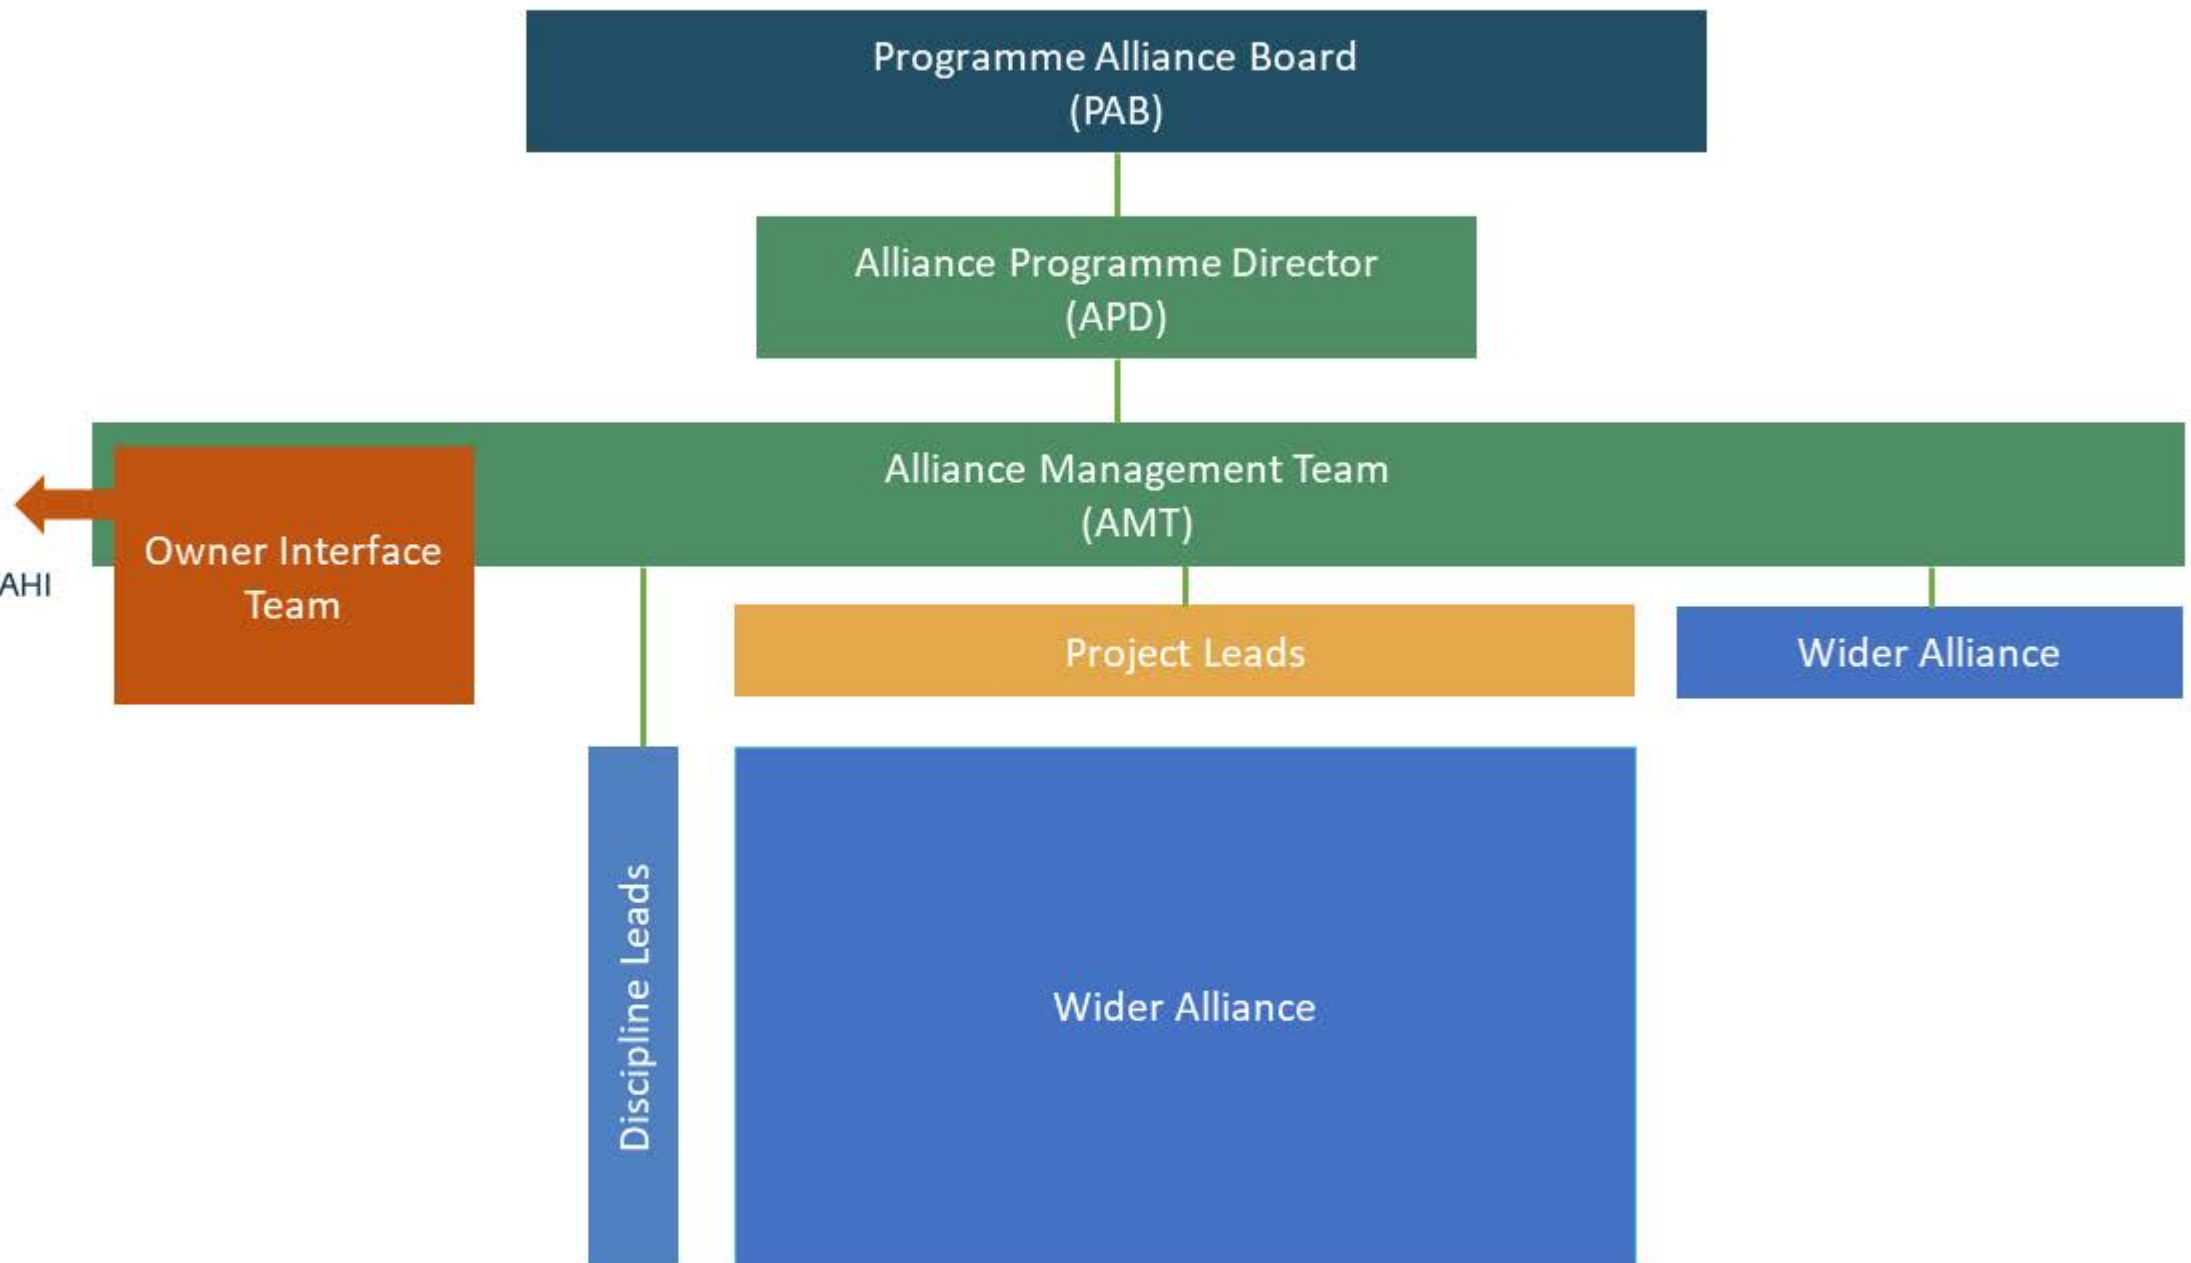 Programme Alliance Board
(PAB)
Alliance Programme Director
(APD)
Alliance Management Team
(AMT)
Owner Interface
Team
AHI
Project Leads
Wider Alliance
Discipline Leads
Wider Alliance